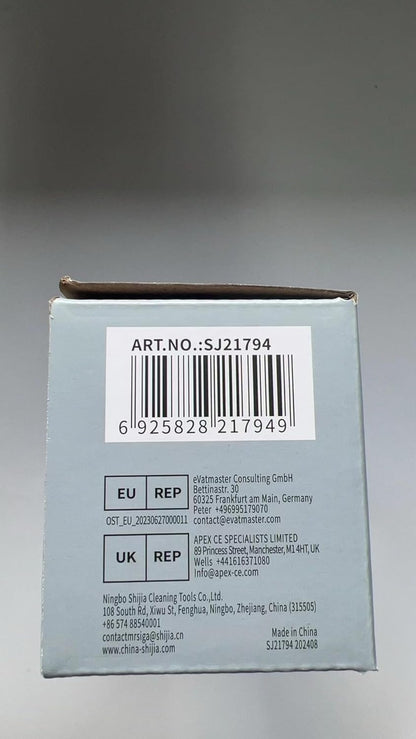 ART.NO.:SJ21794
6 925828 217949
EU REP
eVatmaster Consulting GmbH
Bettinastr. 30
60325 Frankfurt am Main, Germany
Peter +496995179070
OST_EU_20230627000011 contact@evatmaster.com
UK REP
APEX CE SPECIALISTS LIMITED
89 Princess Street, Manchester, M1 4HT, UK
Wells +441616371080
Info@apex-ce.com
Ningbo Shijia Cleaning Tools Co.,Ltd.
108 South Rd, Xiwu St, Fenghua, Ningbo, Zhejiang, China (315505)
+86 574 88540001
contactmrsiga@shijia.cn
www.china-shijia.com
Made in China
SJ21794 202408